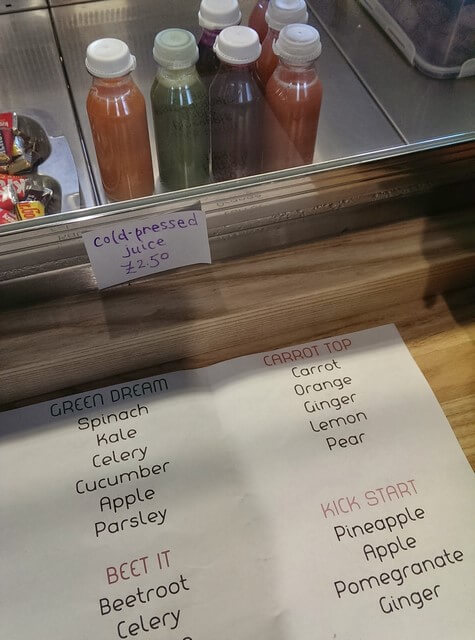 Cold-pressed
juice
£2.50
GREEN DREAM
Spinach
Kale
Celery
Cucumber
Apple
Parsley
BEET IT
Beetroot
Celery
CARROT TOP
Carrot
Orange
Ginger
Lemon
Pear
KICK START
Pineapple
Apple
Pomegranate
Ginger